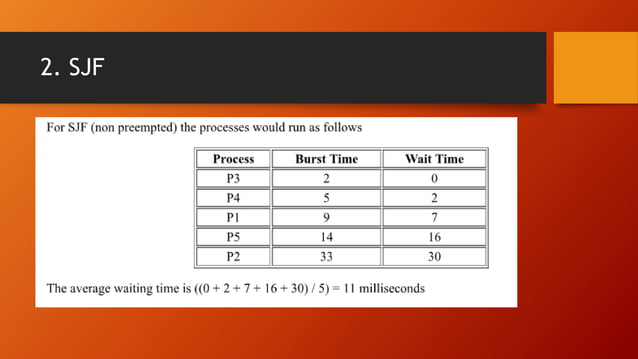 2. SJF
For SJF (non preempted) the processes would run as follows
Process Burst Time Wait Time
P3 2 0
P4 5 2
P1 9 7
P5 14 16
P2 33 30
The average waiting time is ((0 + 2 + 7 + 16 + 30) / 5) = 11 milliseconds